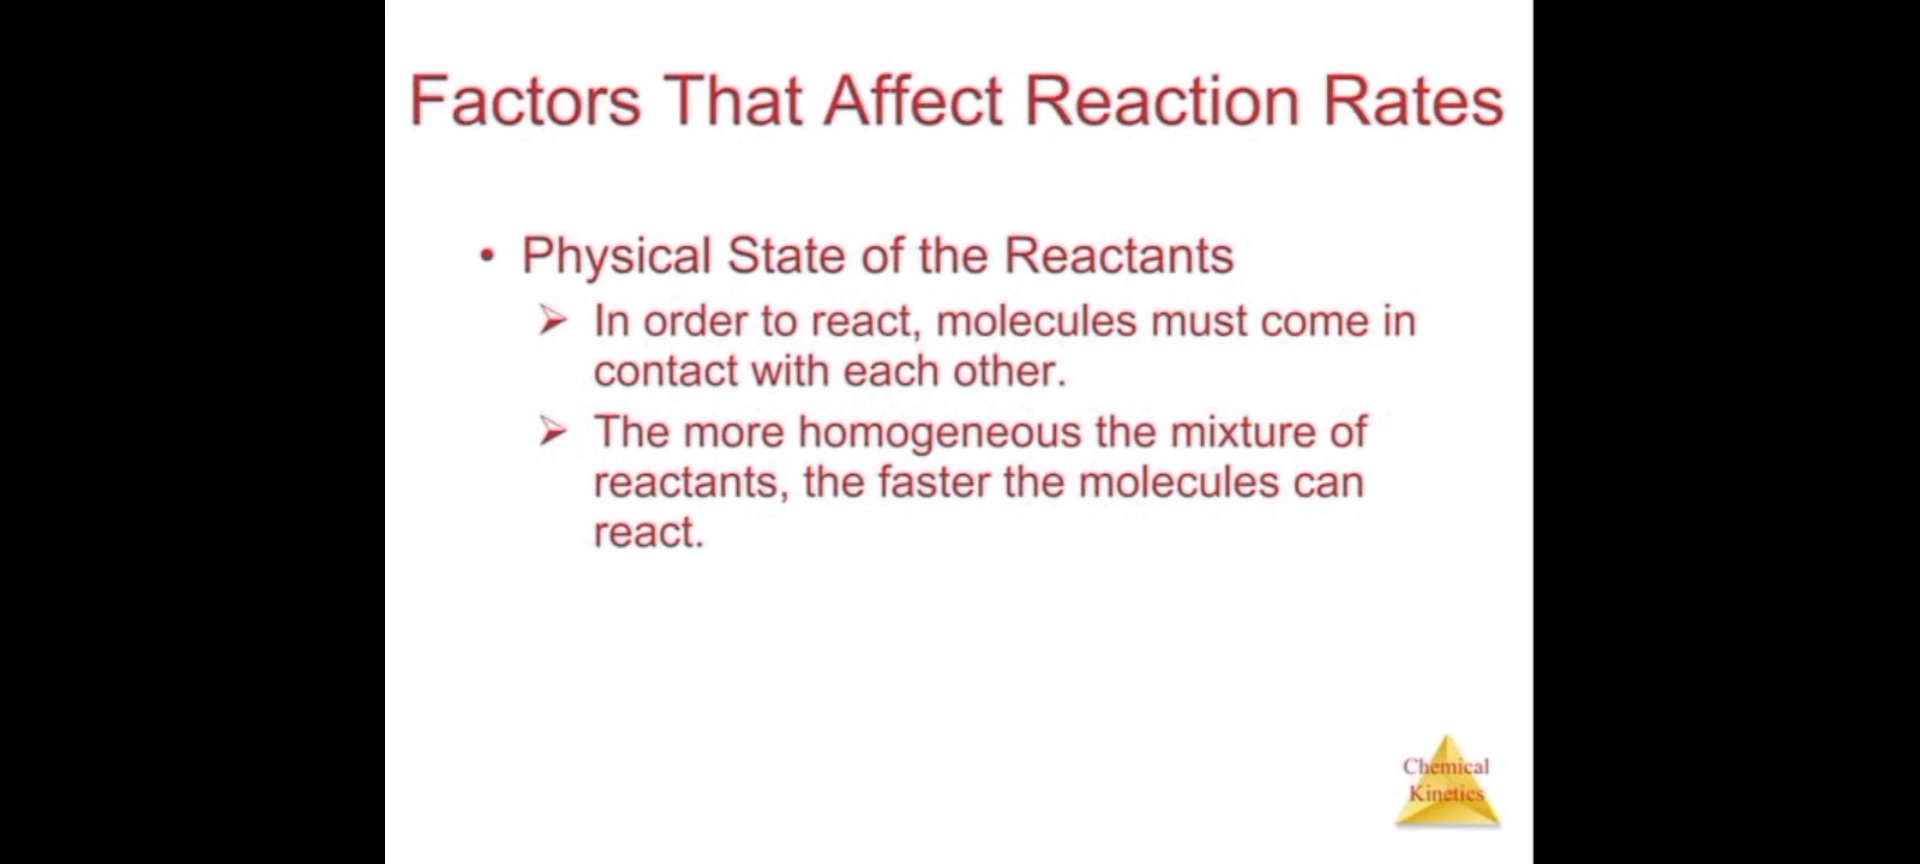 Factors That Affect Reaction Rates
• Physical State of the Reactants
➢ In order to react, molecules must come in
contact with each other.
➢ The more homogeneous the mixture of
reactants, the faster the molecules can
react.
Chemical
Kinetics